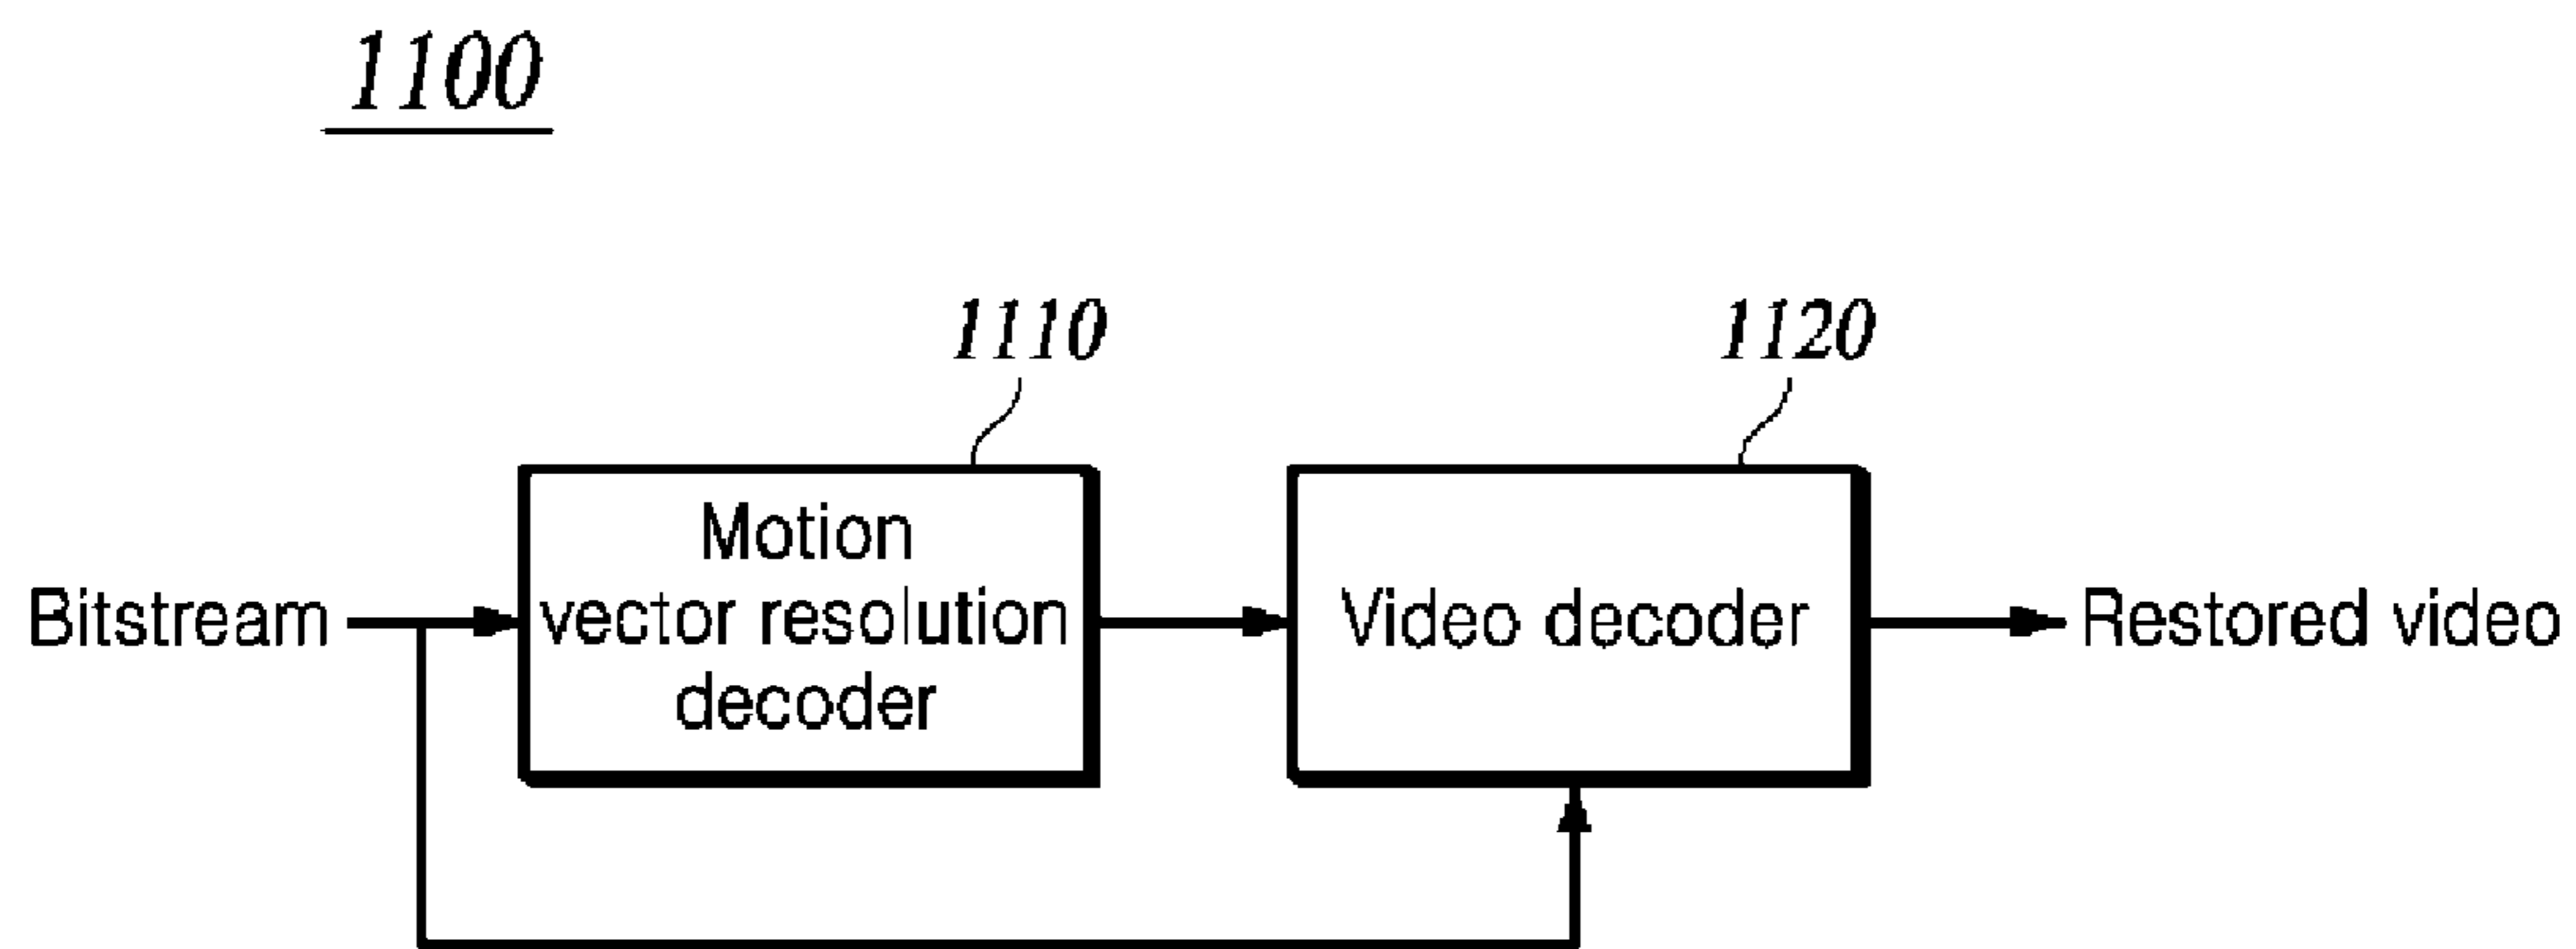 1100
1110
1120
Bitstream
Motion
vector resolution
decoder
Video decoder
Restored video